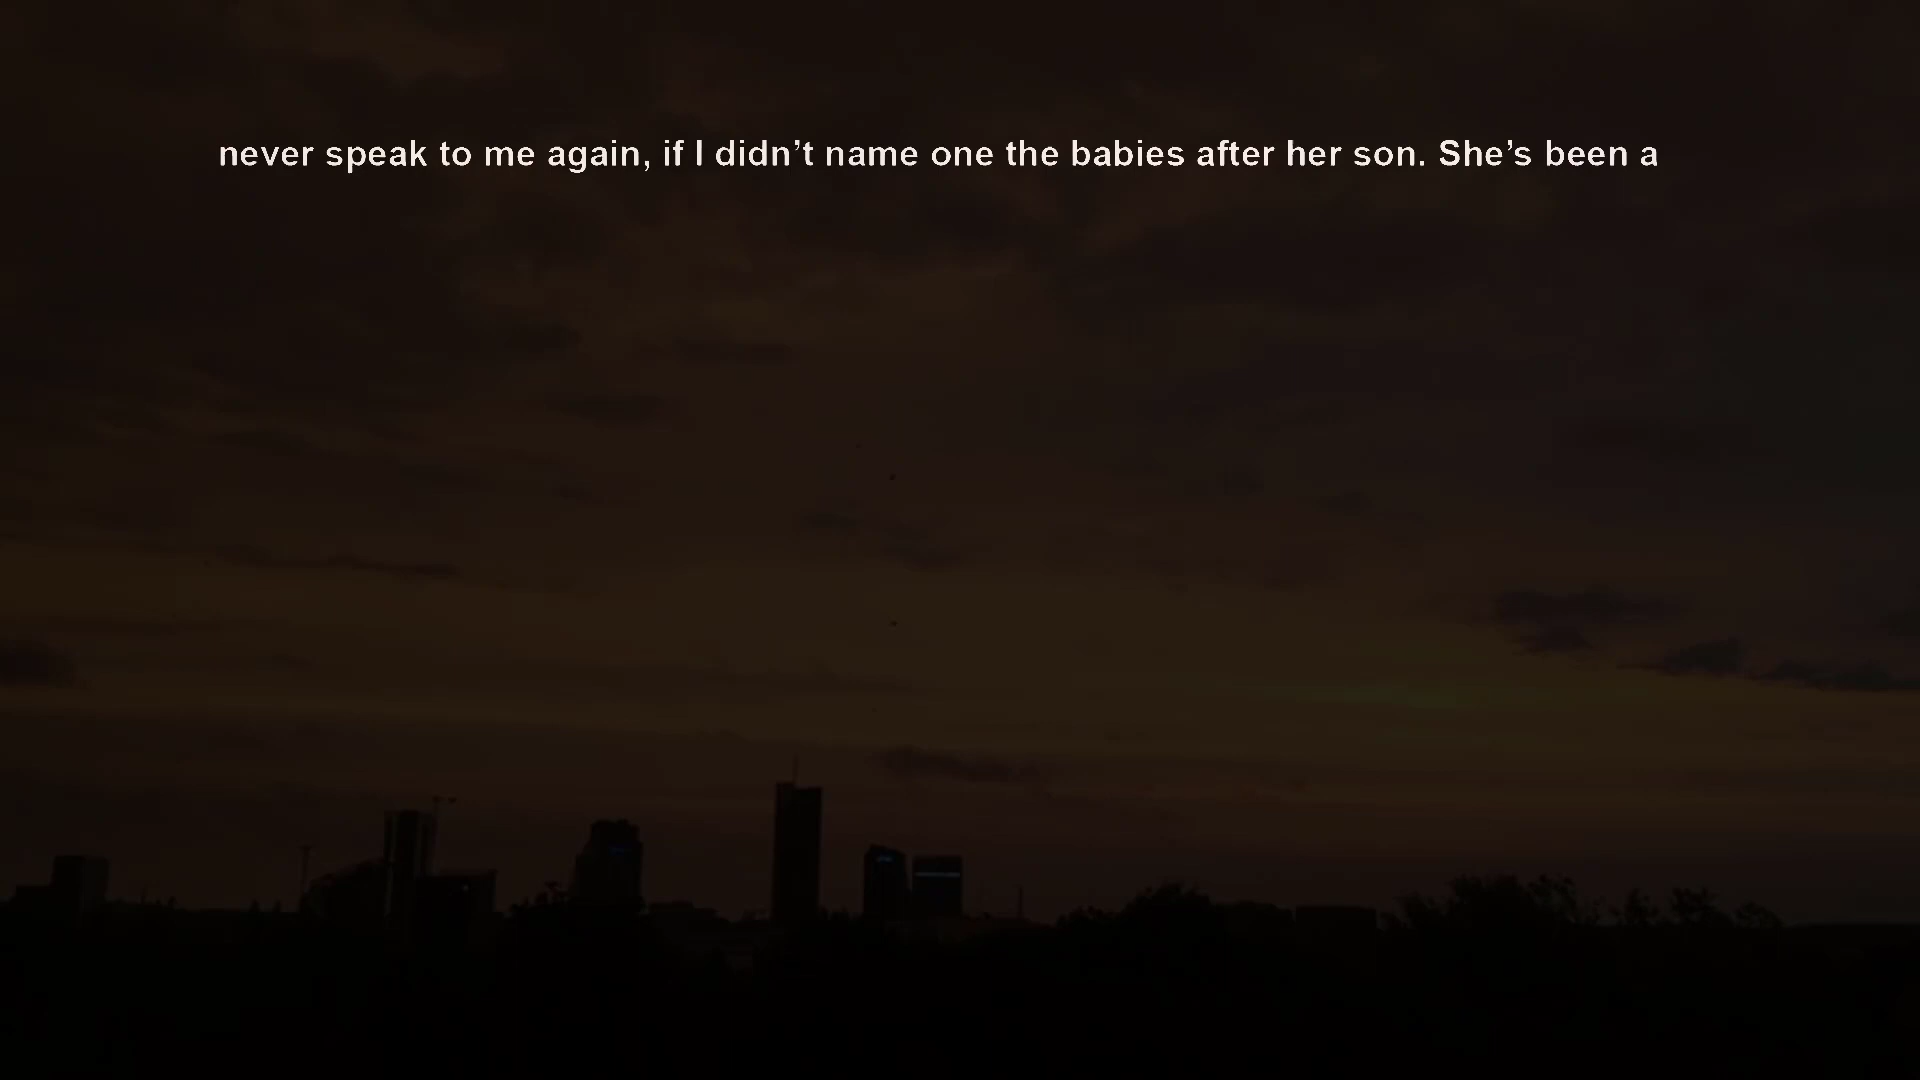 never speak to me again, if I didn’t name one the babies after her son. She’s been a